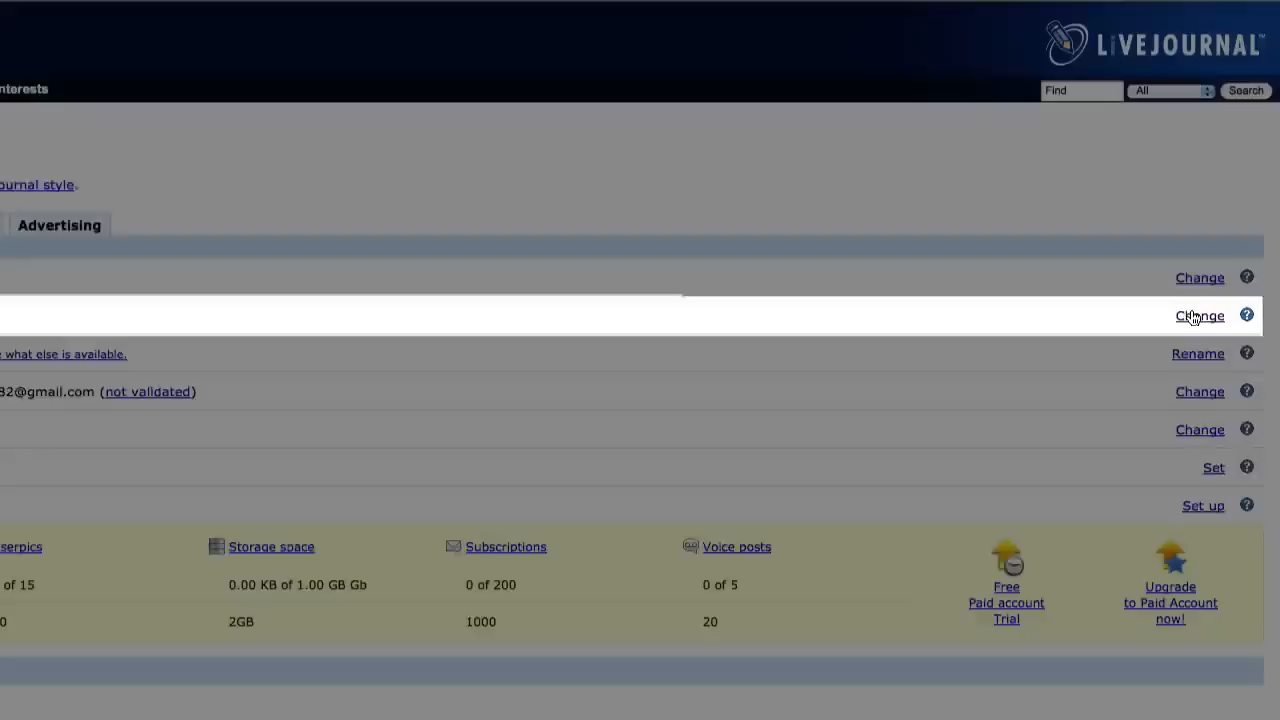 LiVEJOURNAL™
nterests
Find All Search
ournal style.
Advertising
Change
Change
what else is available. Rename
82@gmail.com (not validated) Change
Change
Set
Set up
serpics Storage space Subscriptions Voice posts
of 15 0.00 KB of 1.00 GB Gb 0 of 200 0 of 5
0 2GB 1000 20
Free
Paid account
Trial
Upgrade
to Paid Account
now!